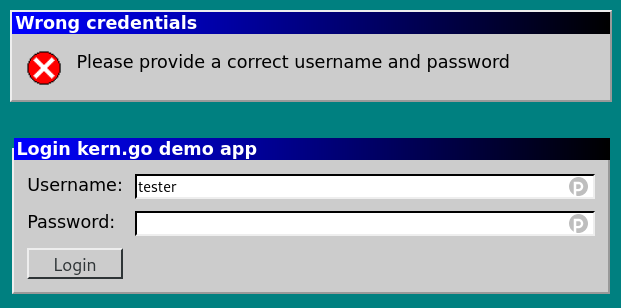 Wrong credentials
Please provide a correct username and password
Login kern.go demo app
Username: tester
Password:
Login